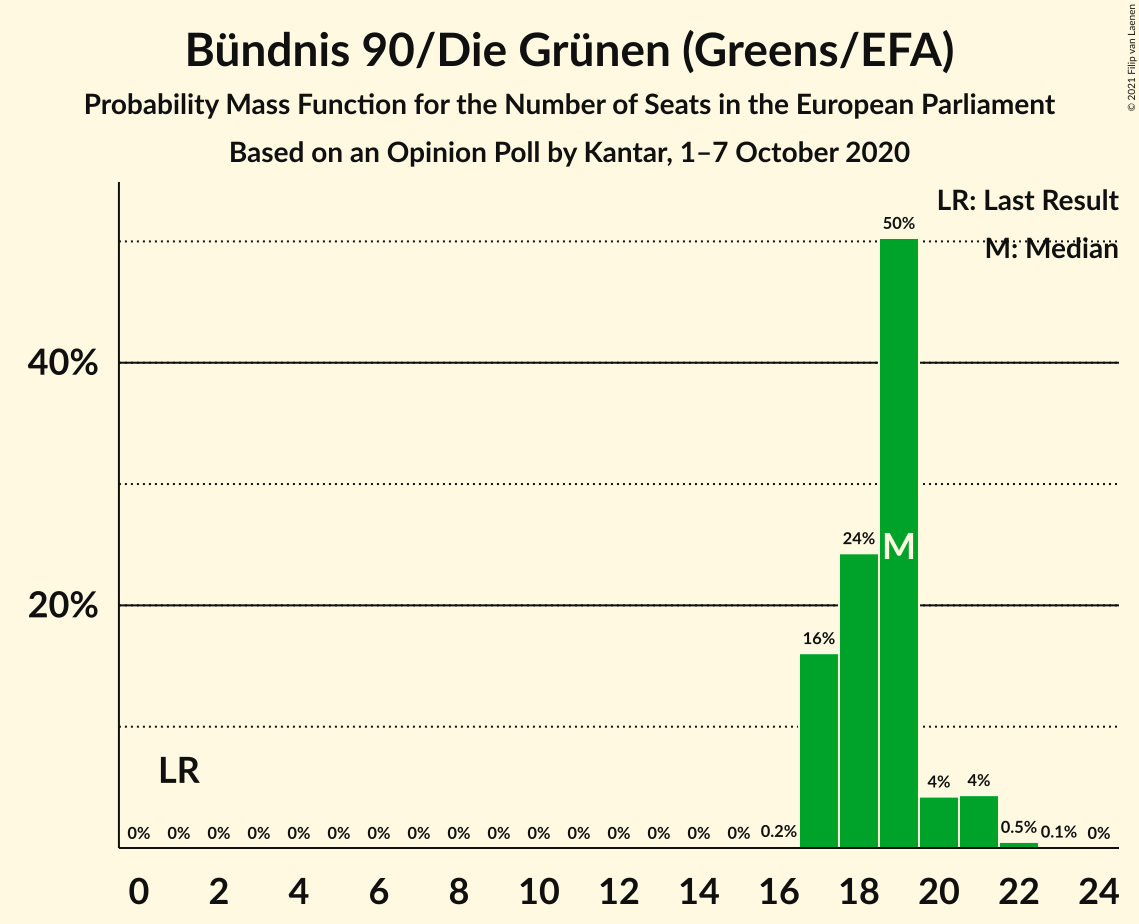 Bündnis 90/Die Grünen (Greens/EFA)
Probability Mass Function for the Number of Seats in the European Parliament
Based on an Opinion Poll by Kantar, 1–7 October 2020
© 2021 Filip van Laenen
LR: Last Result
M: Median
50%
40%
24%
M
20%
16%
LR
0% 0% 0% 0% 0% 0% 0% 0% 0% 0% 0% 0% 0% 0% 0% 0% 0.2% 4% 4% 0.5% 0.1% 0%
0 2 4 6 8 10 12 14 16 18 20 22 24